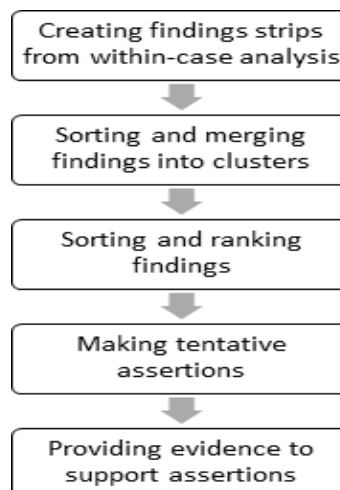 Creating findings strips
from within-case analysis
Sorting and merging
findings into clusters
Sorting and ranking
findings
Making tentative
assertions
Providing evidence to
support assertions